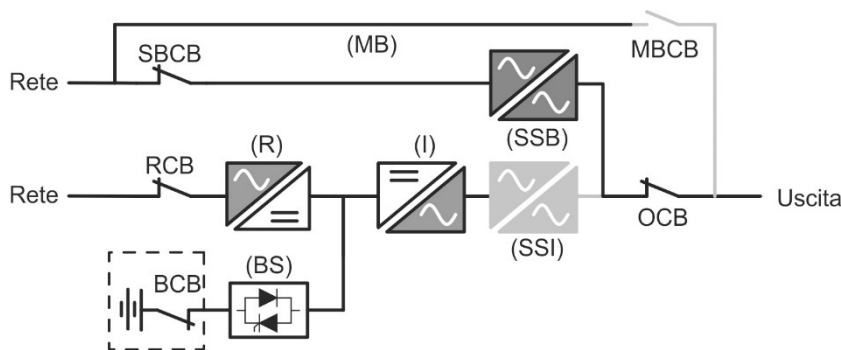 (MB)
SBCB
MBCB
Rete
(SSB)
(R)
(I)
RCB
Rete
Uscita
OCB
(SSI)
(BS)
BCB